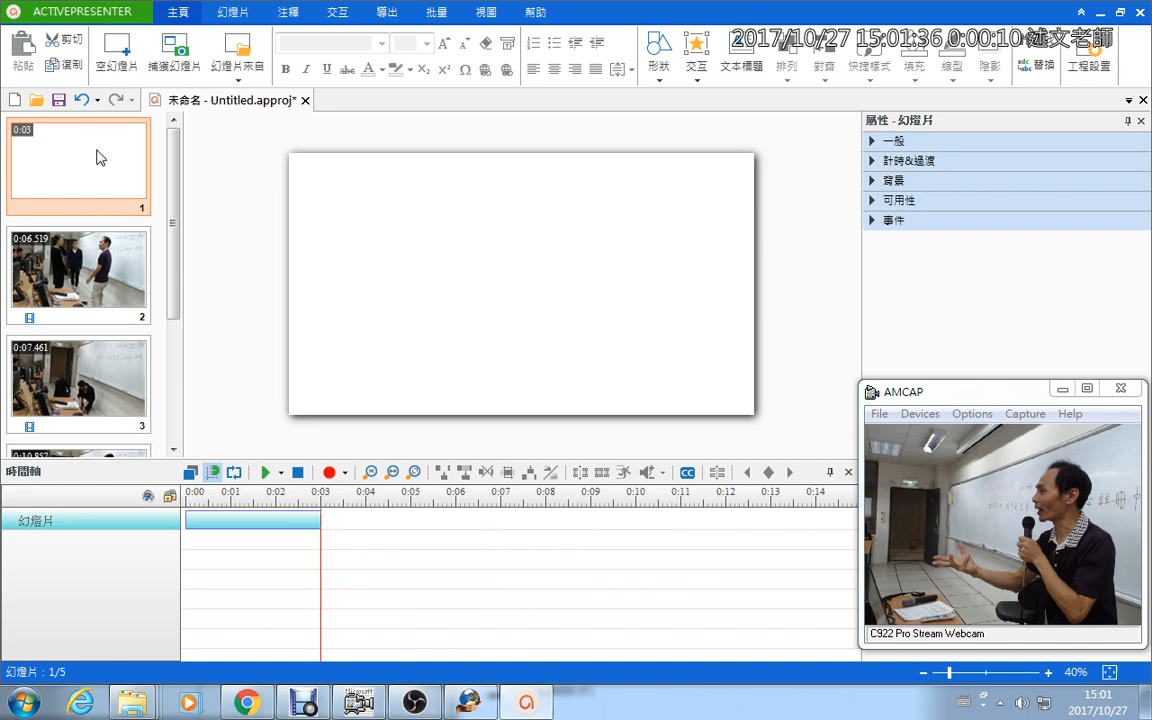 ACTIVEPRESENTER 主頁 幻燈片 注釋 交互 導出 批量 視圖 幫助
2017/10/27 15:01:36 0:00:10 述文老師
粘貼 剪切 複制 空幻燈片 捕獲幻燈片 幻燈片來自 形狀 交互 文本標題 排列 對齊 快捷樣式 填充 線型 陰影 替換 工程設置
未命名 - Untitled.approj*
屬性 - 幻燈片
一般
計時&過渡
背景
可用性
事件
0:03
1
0:06.519
2
0:07.461
3
AMCAP
File Devices Options Capture Help
C922 Pro Stream Webcam
時間軸
0:00 0:01 0:02 0:03 0:04 0:05 0:06 0:07 0:08 0:09 0:10 0:11 0:12 0:13 0:14
幻燈片
幻燈片：1/5
40%
15:01
2017/10/27